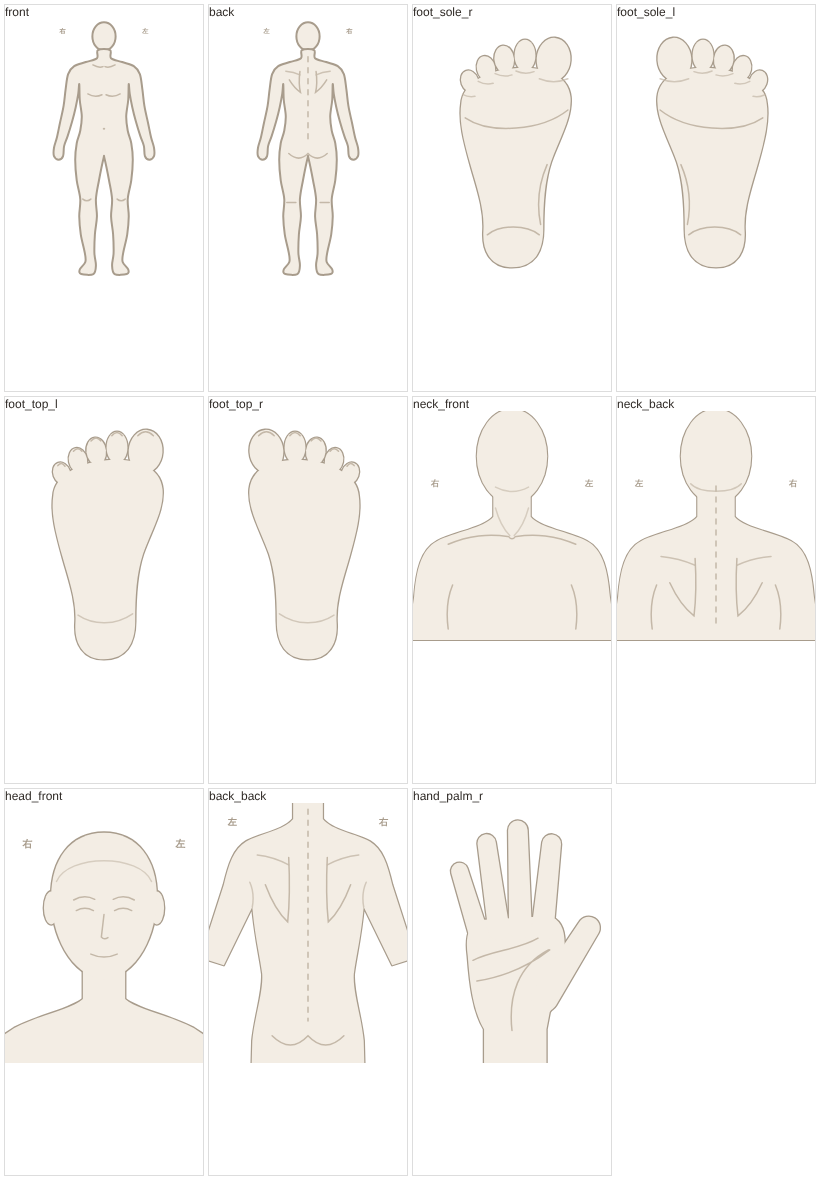 front
右 左
back
左 右
foot_sole_r
foot_sole_l
foot_top_l
foot_top_r
neck_front
右 左
neck_back
左 右
head_front
右 左
back_back
左 右
hand_palm_r